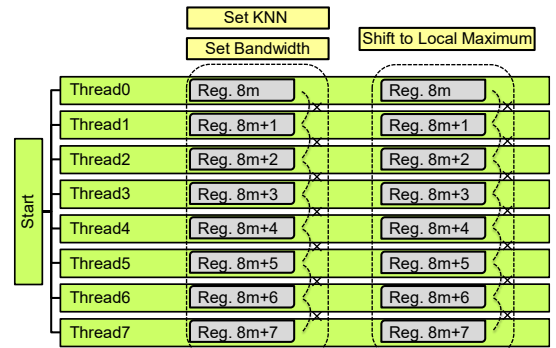 Set KNN
Set Bandwidth
Shift to Local Maximum
Start
Thread0 Reg. 8m Reg. 8m
Thread1 Reg. 8m+1 Reg. 8m+1
Thread2 Reg. 8m+2 Reg. 8m+2
Thread3 Reg. 8m+3 Reg. 8m+3
Thread4 Reg. 8m+4 Reg. 8m+4
Thread5 Reg. 8m+5 Reg. 8m+5
Thread6 Reg. 8m+6 Reg. 8m+6
Thread7 Reg. 8m+7 Reg. 8m+7